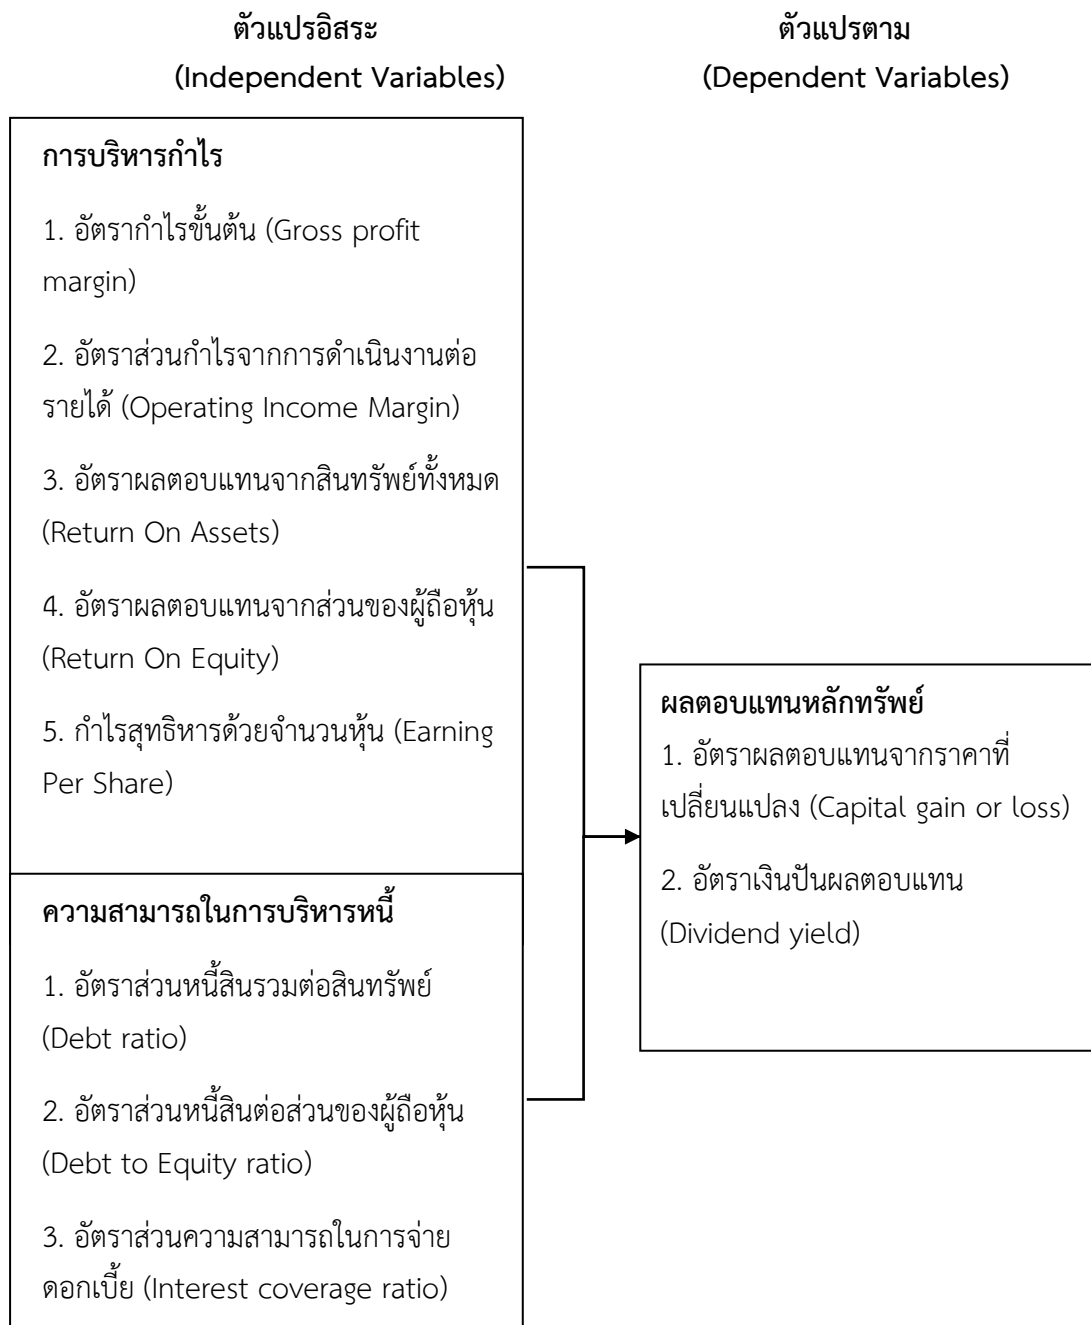 ตัวแปรอิสระ
(Independent Variables)
ตัวแปรตาม
(Dependent Variables)
การบริหารกำไร
1. อัตรากำไรขั้นต้น (Gross profit
margin)
2. อัตราส่วนกำไรจากการดำเนินงานต่อ
รายได้ (Operating Income Margin)
3. อัตราผลตอบแทนจากสินทรัพย์ทั้งหมด
(Return On Assets)
4. อัตราผลตอบแทนจากส่วนของผู้ถือหุ้น
(Return On Equity)
5. กำไรสุทธิหารด้วยจำนวนหุ้น (Earning
Per Share)
ความสามารถในการบริหารหนี้
1. อัตราส่วนหนี้สินรวมต่อสินทรัพย์
(Debt ratio)
2. อัตราส่วนหนี้สินต่อส่วนของผู้ถือหุ้น
(Debt to Equity ratio)
3. อัตราส่วนความสามารถในการจ่าย
ดอกเบี้ย (Interest coverage ratio)
ผลตอบแทนหลักทรัพย์
1. อัตราผลตอบแทนจากราคาที่
เปลี่ยนแปลง (Capital gain or loss)
2. อัตราเงินปันผลตอบแทน
(Dividend yield)